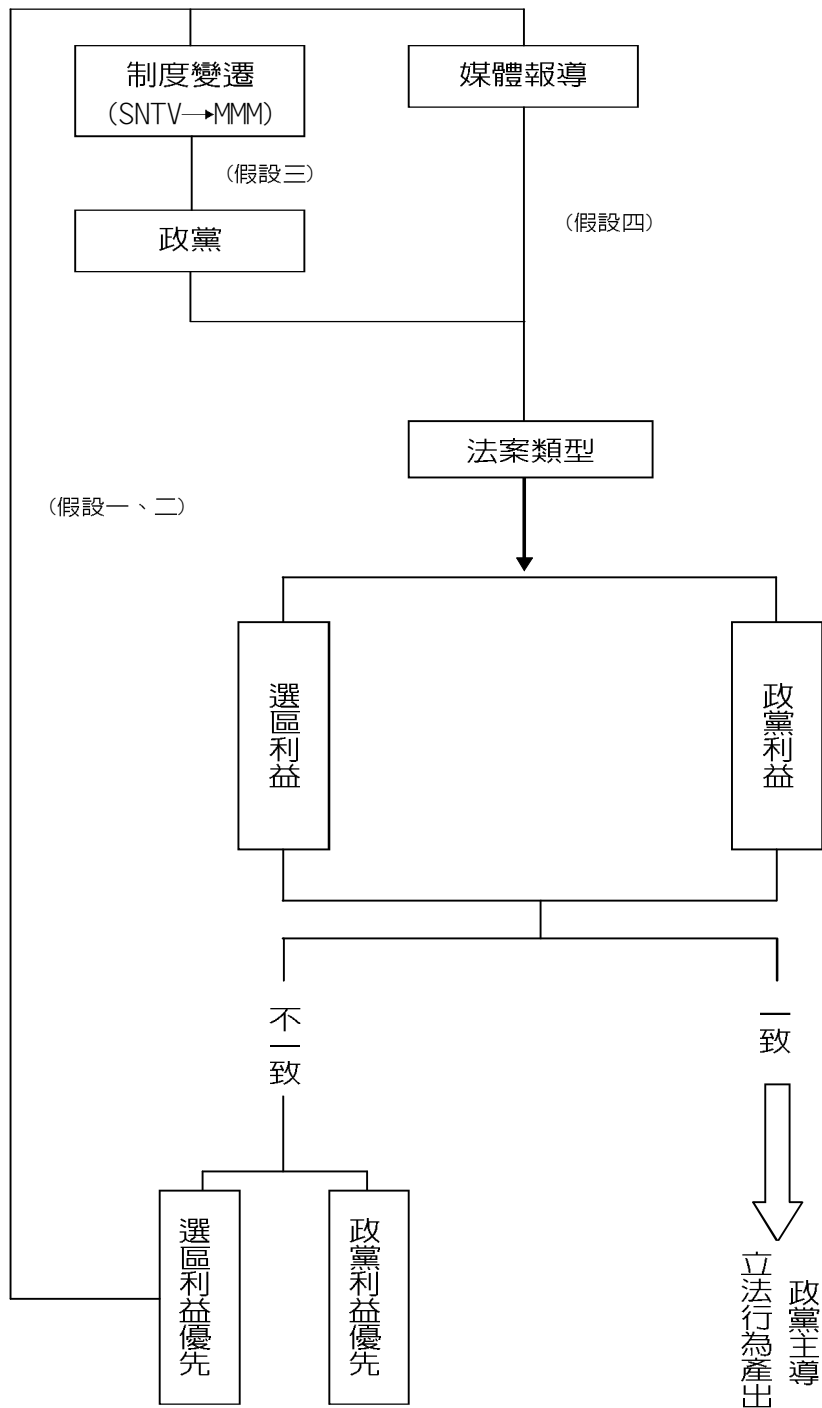 制度變遷
(SNTV→MMM)
媒體報導
(假設三)
政黨
(假設四)
法案類型
(假設一、二)
選區利益
政黨利益
不一致
一致
選區利益優先
政黨利益優先
政黨主導
立法行為產出